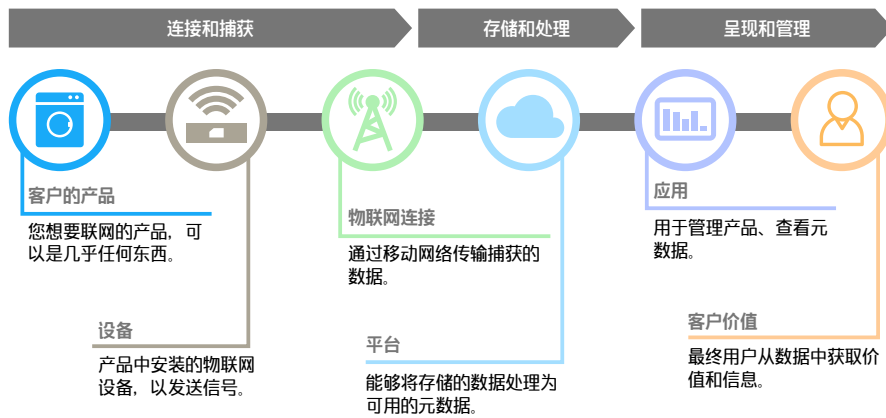 连接和捕获
存储和处理
呈现和管理
客户的产品
您想要联网的产品，可
以是几乎任何东西。
设备
产品中安装的物联网
设备，以发送信号。
物联网连接
通过移动网络传输捕获的
数据。
平台
能够将存储的数据处理为
可用的元数据。
应用
用于管理产品、查看元
数据。
客户价值
最终用户从数据中获取价
值和信息。